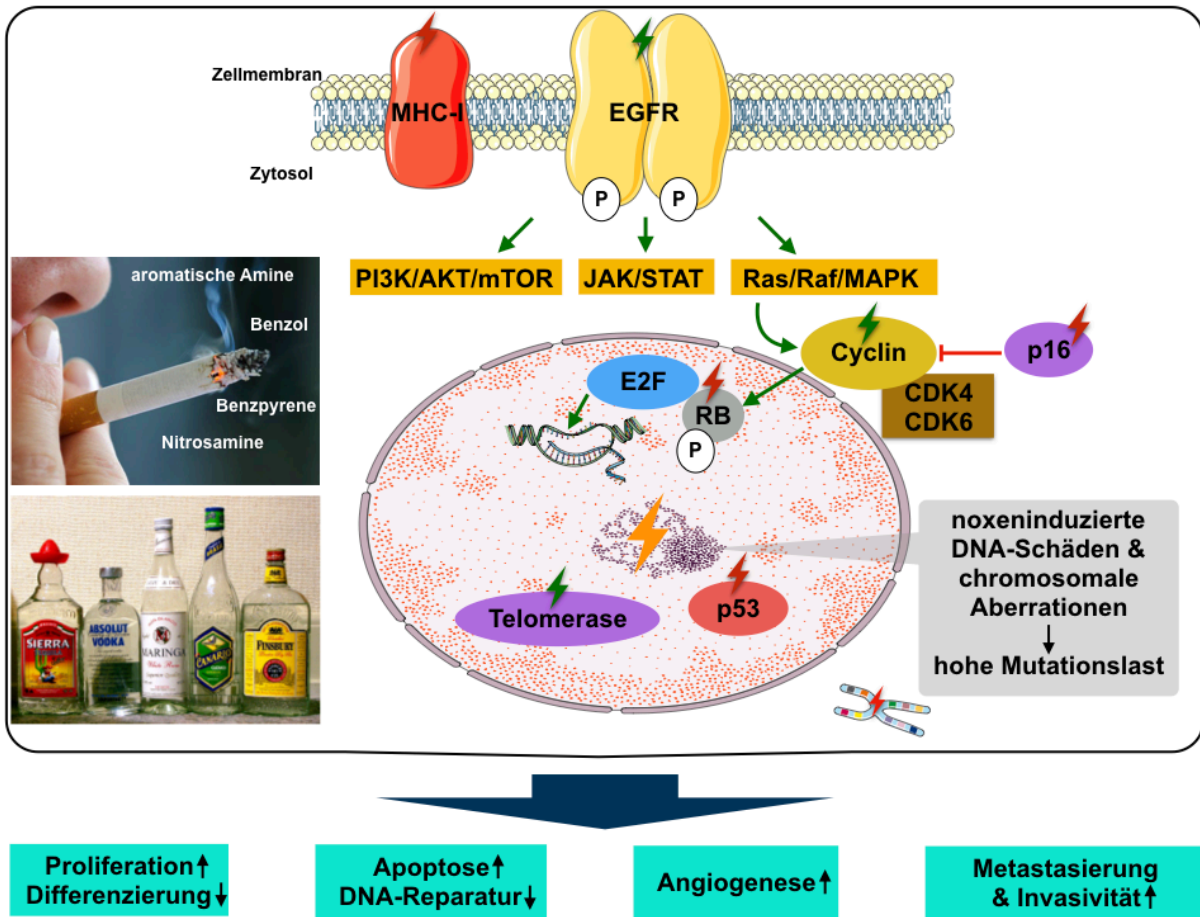 Zellmembran
MHC-I
EGFR
Zytosol
P
P
PI3K/AKT/mTOR
JAK/STAT
Ras/Raf/MAPK
aromatische Amine
Benzol
Benzpyrene
Nitrosamine
Cyclin
p16
CDK4
CDK6
E2F
RB
P
noxeninduzierte
DNA-Schäden &
chromosomale
Aberrationen
↓
hohe Mutationslast
Telomerase
p53
SIERRA
ABSOLUT
VODKA
MARINGA
CANARIO
FINSBURY
Proliferation↑
Differenzierung↓
Apoptose↑
DNA-Reparatur↓
Angiogenese↑
Metastasierung
& Invasivität↑